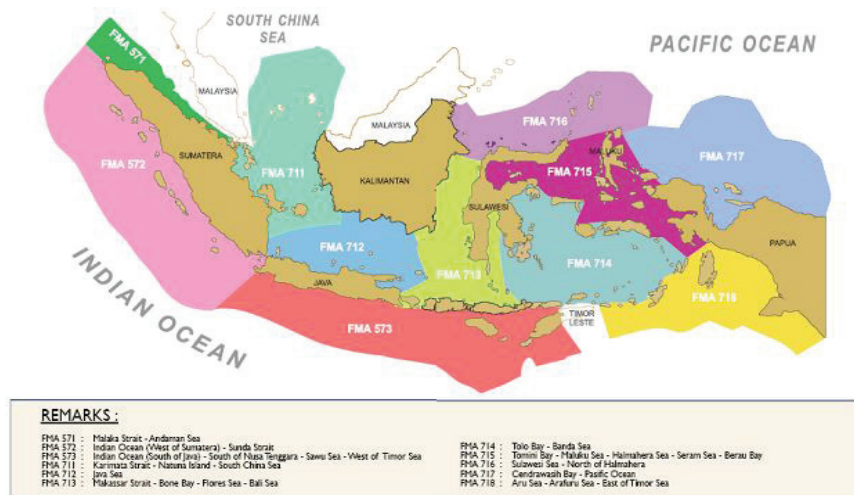 SOUTH CHINA
SEA
PACIFIC OCEAN
FMA 571
MALAYSIA
MALAYSIA
FMA 716
FMA 572
SUMATERA
FMA 711
KALIMANTAN
FMA 715
MALUKU
FMA 717
SULAWESI
FMA 712
FMA 713
FMA 714
PAPUA
INDIAN OCEAN
JAVA
FMA 718
FMA 573
TIMOR
LESTE
REMARKS :
FMA 571 : Malaka Strait - Andaman Sea
FMA 572 : Indian Ocean (West of Sumatera) - Sunda Strait
FMA 573 : Indian Ocean (South of Java) - South of Nusa Tenggara - Sawu Sea - West of Timor Sea
FMA 711 : Karimata Strait - Natuna Island - South China Sea
FMA 712 : Java Sea
FMA 713 : Makassar Strait - Bone Bay - Flores Sea - Bali Sea
FMA 714 : Tolo Bay - Banda Sea
FMA 715 : Tomini Bay - Maluku Sea - Halmahera Sea - Seram Sea - Berau Bay
FMA 716 : Sulawesi Sea - North of Halmahera
FMA 717 : Cendrawasih Bay - Pacific Ocean
FMA 718 : Aru Sea - Arafuru Sea - East of Timor Sea